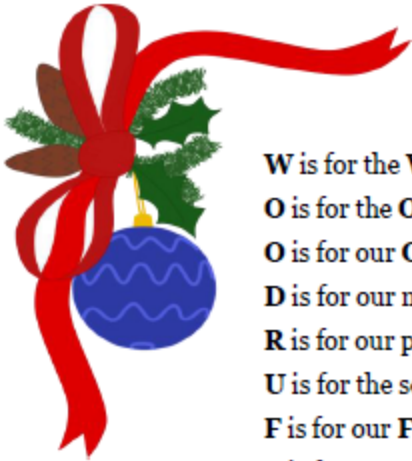 W is for the
O is for the
O is for our
D is for our
R is for our
U is for the
F is for our